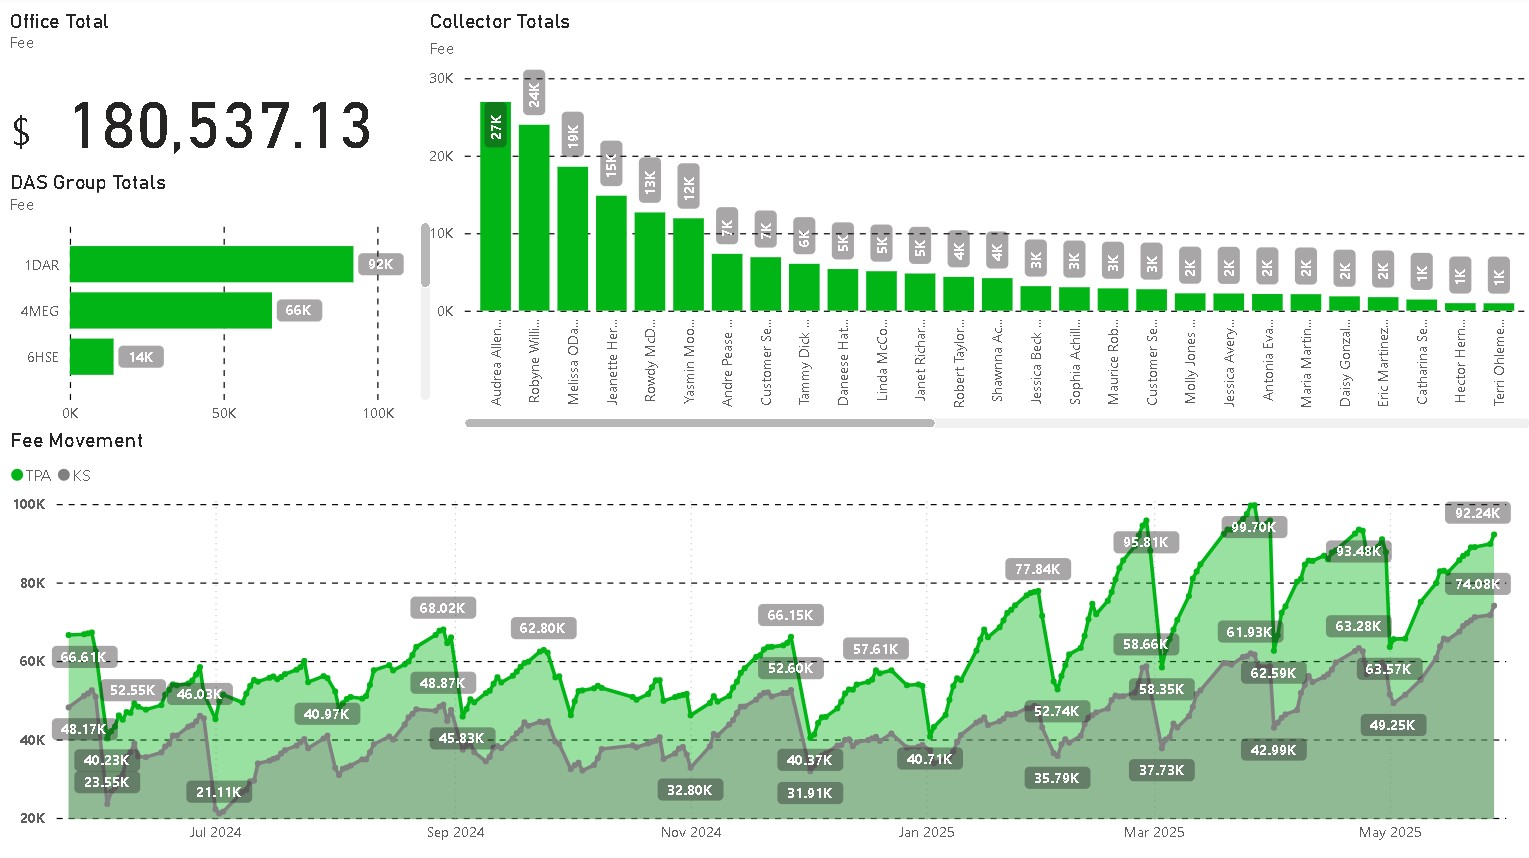 Office Total
Fee
$ 180,537.13
DAS Group Totals
Fee
1DAR 92K
4MEG 66K
6HSE 14K
0K 50K 100K
Collector Totals
Fee
30K
20K
10K
0K
27K 24K 19K 15K 13K 12K 7K 7K 6K 5K 5K 5K 4K 4K 3K 3K 3K 3K 2K 2K 2K 2K 2K 2K 1K 1K 1K
Audrea Allen...
Robyne Willi...
Melissa ODa...
Jeanette Her...
Rowdy McD...
Yasmin Moo...
Andre Pease ...
Customer Se...
Tammy Dick ...
Daneese Hat...
Linda McCo...
Janet Richar...
Robert Taylor...
Shawnna Ac...
Jessica Beck ...
Sophia Achill...
Maurice Rob...
Customer Se...
Molly Jones ...
Jessica Avery...
Antonia Eva...
Maria Martin...
Daisy Gonzal...
Eric Martinez...
Catharina Se...
Hector Hern...
Terri Ohleme...
Fee Movement
TPA KS
100K
80K
60K
40K
20K
66.61K 48.17K 52.55K 40.23K 23.55K 46.03K 21.11K 40.97K 68.02K 48.87K 45.83K 62.80K 32.80K 66.15K 52.60K 40.37K 31.91K 57.61K 40.71K 77.84K 52.74K 35.79K 95.81K 58.66K 58.35K 37.73K 99.70K 61.93K 62.59K 42.99K 93.48K 63.28K 63.57K 49.25K 92.24K 74.08K
Jul 2024 Sep 2024 Nov 2024 Jan 2025 Mar 2025 May 2025